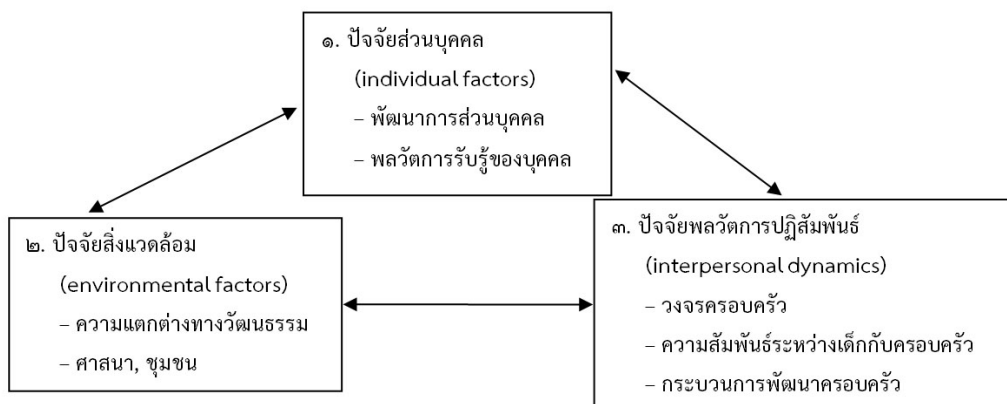 ๑. ปัจจัยส่วนบุคคล
(individual factors)
– พัฒนาการส่วนบุคคล
– พลวัตการรับรู้ของบุคคล
๒. ปัจจัยสิ่งแวดล้อม
(environmental factors)
– ความแตกต่างทางวัฒนธรรม
– ศาสนา, ชุมชน
๓. ปัจจัยพลวัตการปฏิสัมพันธ์
(interpersonal dynamics)
– วงจรครอบครัว
– ความสัมพันธ์ระหว่างเด็กกับครอบครัว
– กระบวนการพัฒนาครอบครัว